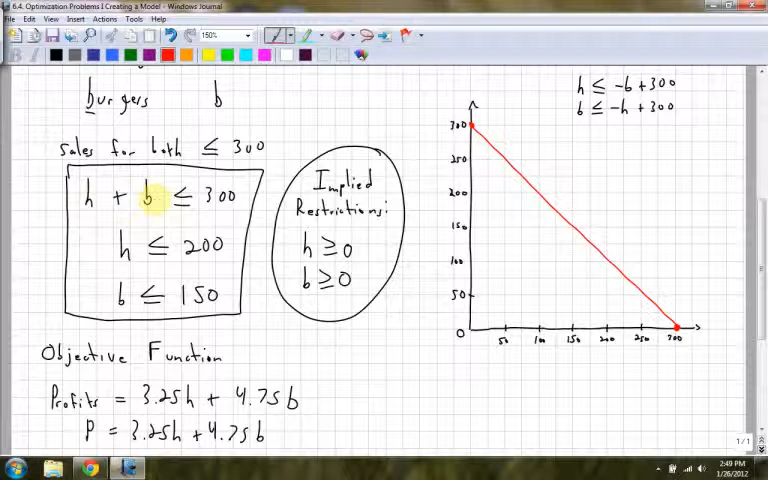 6.4. Optimization Problems I Creating a Model - Windows Journal
File Edit View Insert Actions Tools Help
150%
B I
burgers b
sales for both ≤ 300
h + b ≤ 300
h ≤ 200
b ≤ 150
Implied
Restrictions:
h ≥ 0
b ≥ 0
Objective Function
Profits = 3.25h + 4.75b
P = 3.25h + 4.75b
h ≤ -b + 300
b ≤ -h + 300
300
250
200
150
100
50
0
50 100 150 200 250 300
1 / 1
2:49 PM
1/26/2012